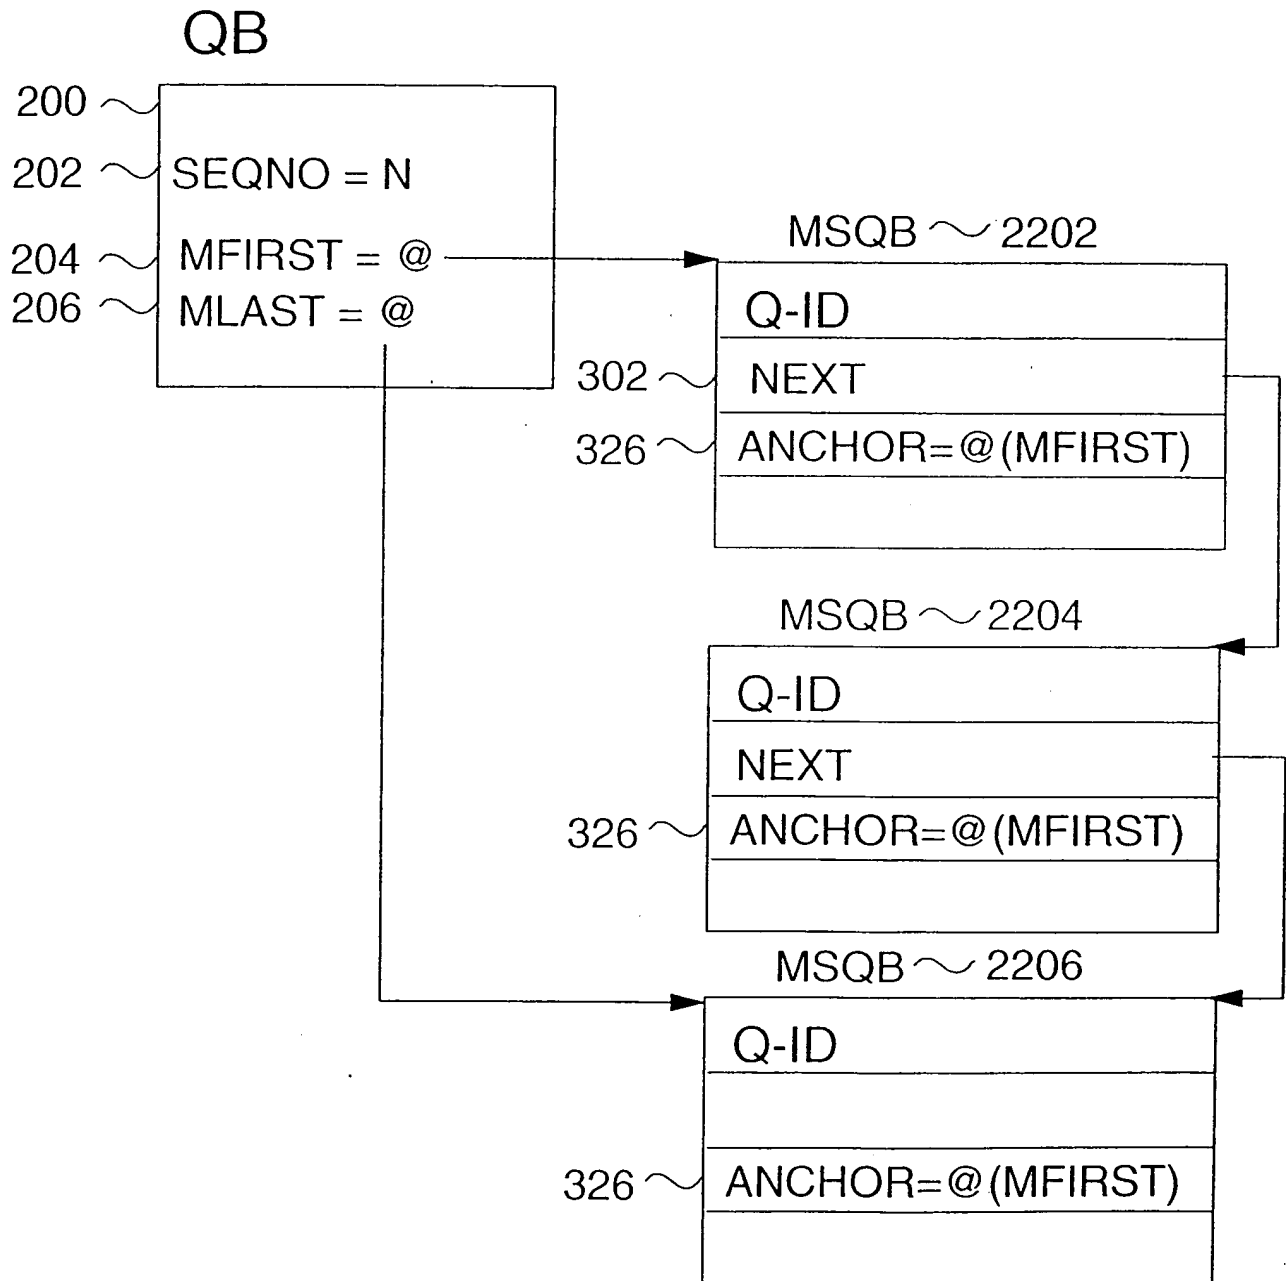 QB
200
202 SEQNO = N
204 MFIRST = @
206 MLAST = @
MSQB 2202
Q-ID
302 NEXT
326 ANCHOR=@(MFIRST)
MSQB 2204
Q-ID
NEXT
326 ANCHOR=@(MFIRST)
MSQB 2206
Q-ID
326 ANCHOR=@(MFIRST)